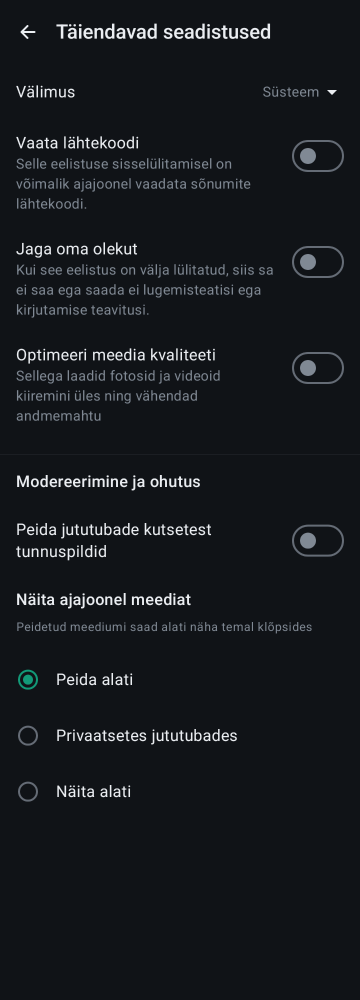 Täiendavad seadistused
Välimus
Süsteem
Vaata lähtekoodi
Selle eelistuse sisselülitamisel on
võimalik ajajoonel vaadata sõnumite
lähtekoodi.
Jaga oma olekut
Kui see eelistus on välja lülitatud, siis sa
ei saa ega saada ei lugemisteatisi ega
kirjutamise teavitusi.
Optimeeri meedia kvaliteeti
Sellega laadid fotosid ja videoid
kiiremini üles ning vähendad
andmemahtu
Modereerimine ja ohutus
Peida jututubade kutsetest
tunnuspildid
Näita ajajoonel meediat
Peidetud meediumi saad alati näha temal klõpsides
Peida alati
Privaatsetes jututubades
Näita alati